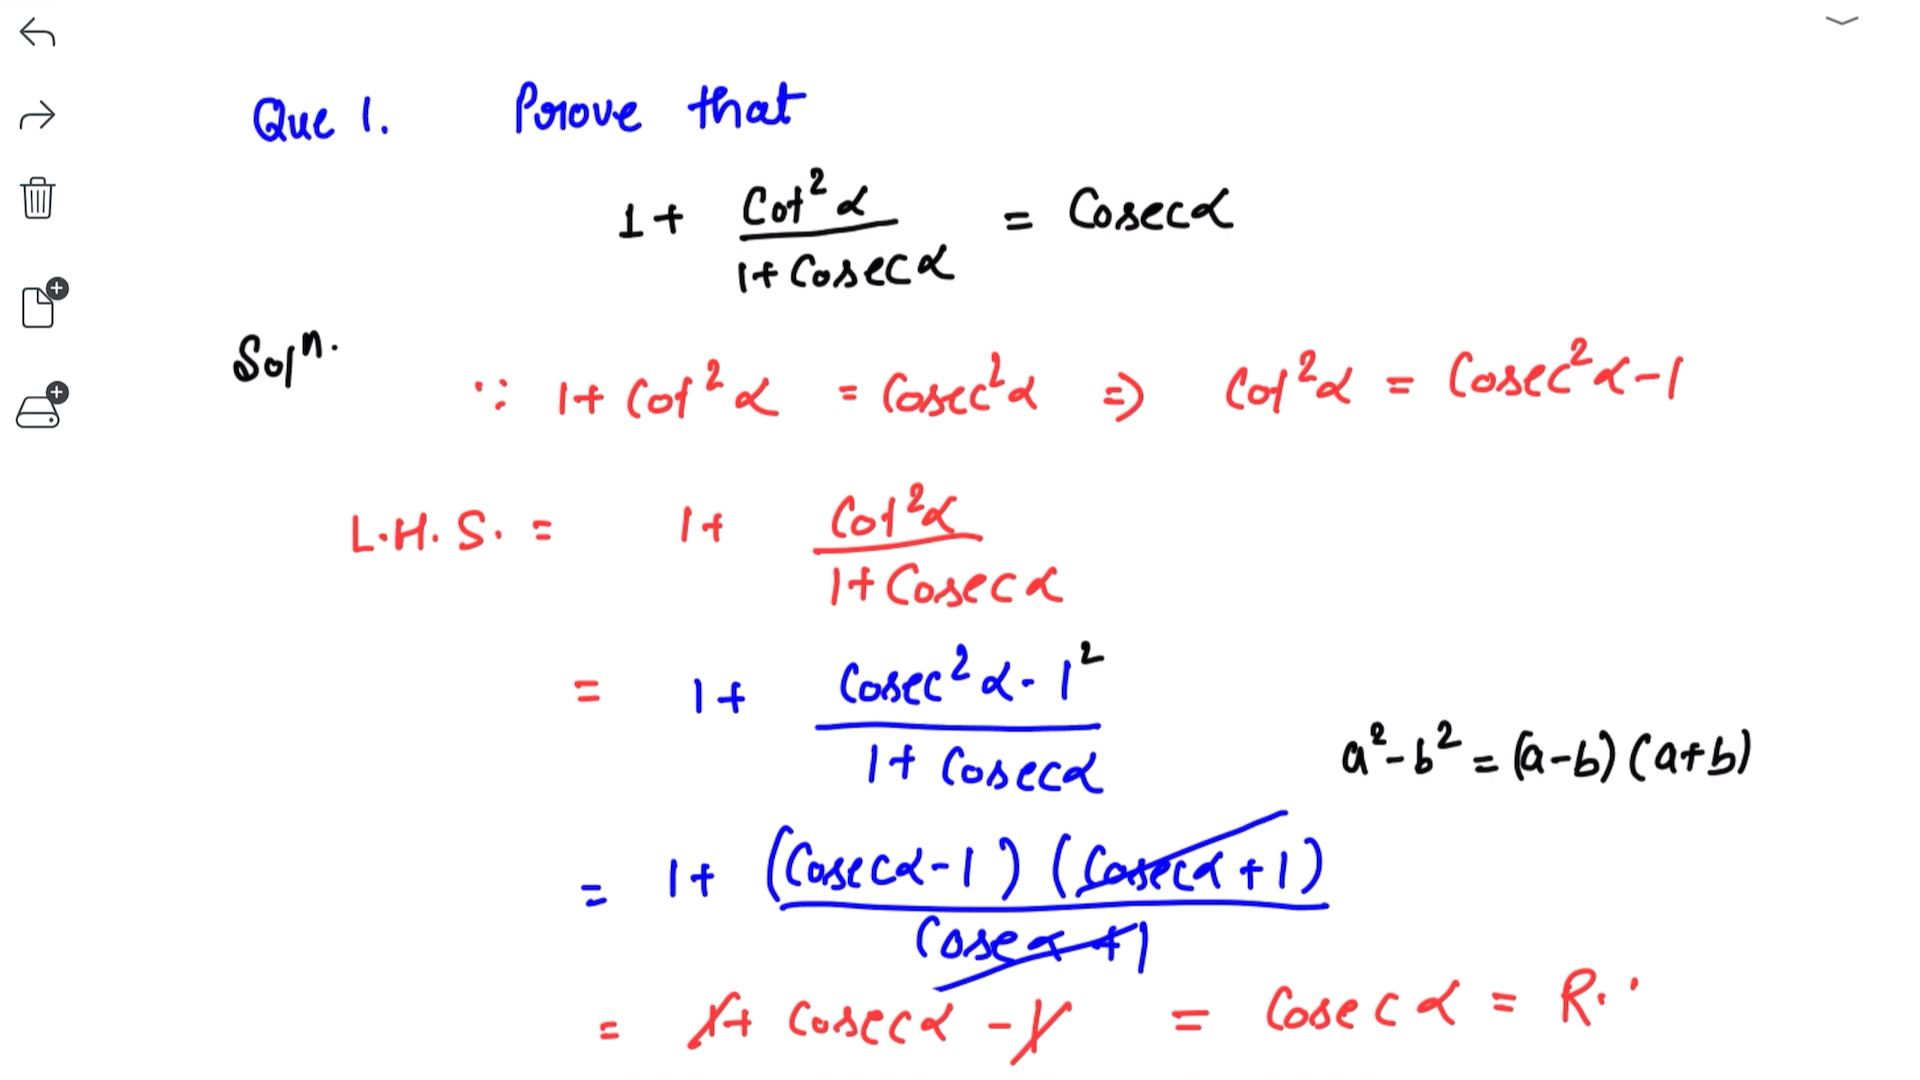 Que 1. Prove that
1 + Cot²α / 1+Cosecα = Cosecα
Solⁿ.
∵ 1+ Cot²α = Cosec²α ⇒ Cot²α = Cosec²α-1
L.H.S. = 1+ Cot²α / 1+Cosecα
= 1+ Cosec²α - 1² / 1+ Cosecα
a²-b² = (a-b) (a+b)
= 1+ (Cosecα-1) (Cosecα+1) / Cosecα+1
= 1+ Cosecα -1 = Cosecα = R.